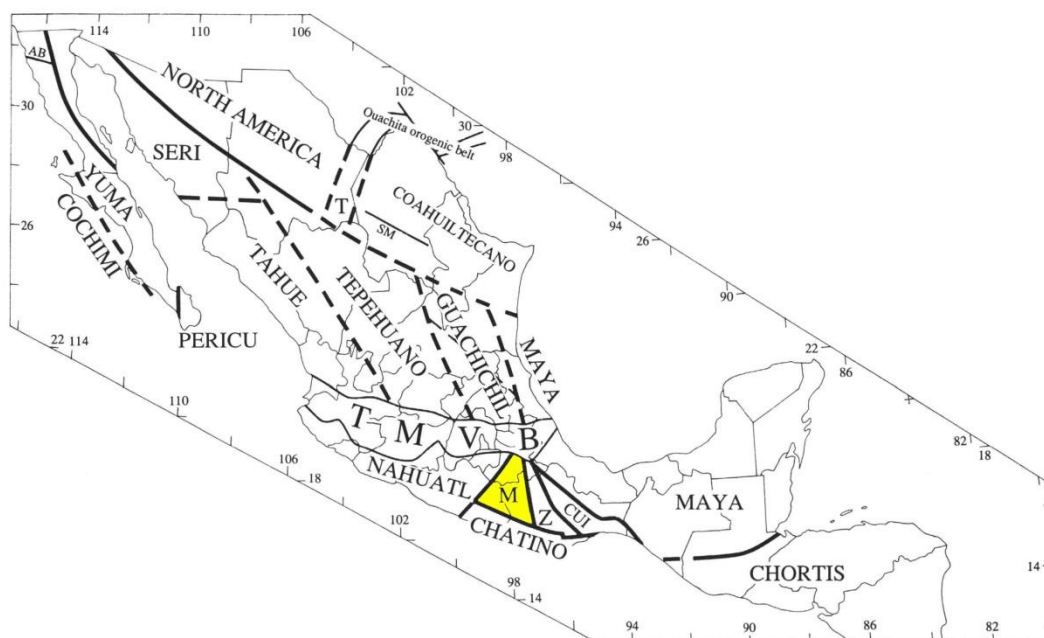 114
110
106
AB
102
30
98
NORTH AMERICA
Ouachita orogenic belt
30
SERI
94
26
YUMA
COCHIMI
T
COAHUILTECANO
SM
26
90
TAHUE
TEPEHUANO
GUACHICHIL
MAYA
22
86
PERICU
22
114
110
T M V B
82
18
106
18
NAHUATL
M
Z
CUI
MAYA
CHATINO
102
CHORTIS
14
98
14
94
90
86
82